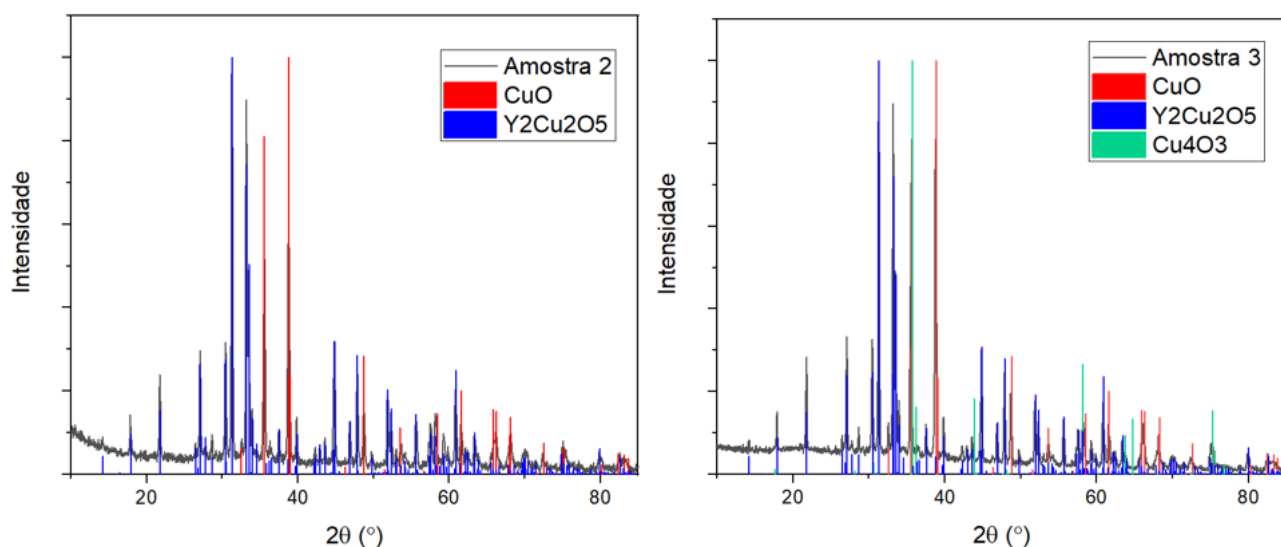 Intensidade
Amostra 2
CuO
Y2Cu2O5
20
40
60
80
2θ (°)
Intensidade
Amostra 3
CuO
Y2Cu2O5
Cu4O3
20
40
60
80
2θ (°)